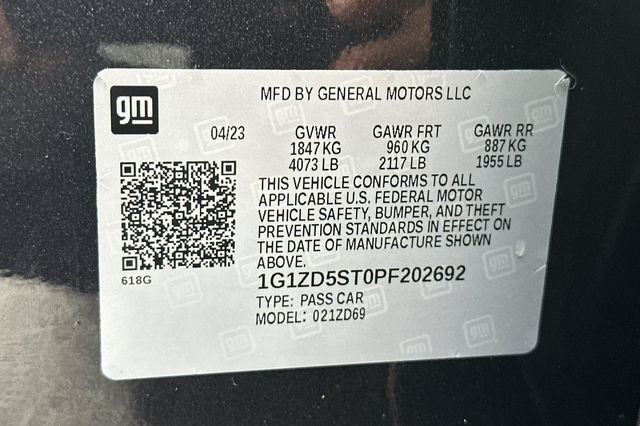 gm
MFD BY GENERAL MOTORS LLC
04/23 GVWR GAWR FRT GAWR RR
1847 KG 960 KG 887 KG
4073 LB 2117 LB 1955 LB
THIS VEHICLE CONFORMS TO ALL
APPLICABLE U.S. FEDERAL MOTOR
VEHICLE SAFETY, BUMPER, AND THEFT
PREVENTION STANDARDS IN EFFECT ON
THE DATE OF MANUFACTURE SHOWN
ABOVE.
618G
1G1ZD5ST0PF202692
TYPE: PASS CAR
MODEL: 021ZD69